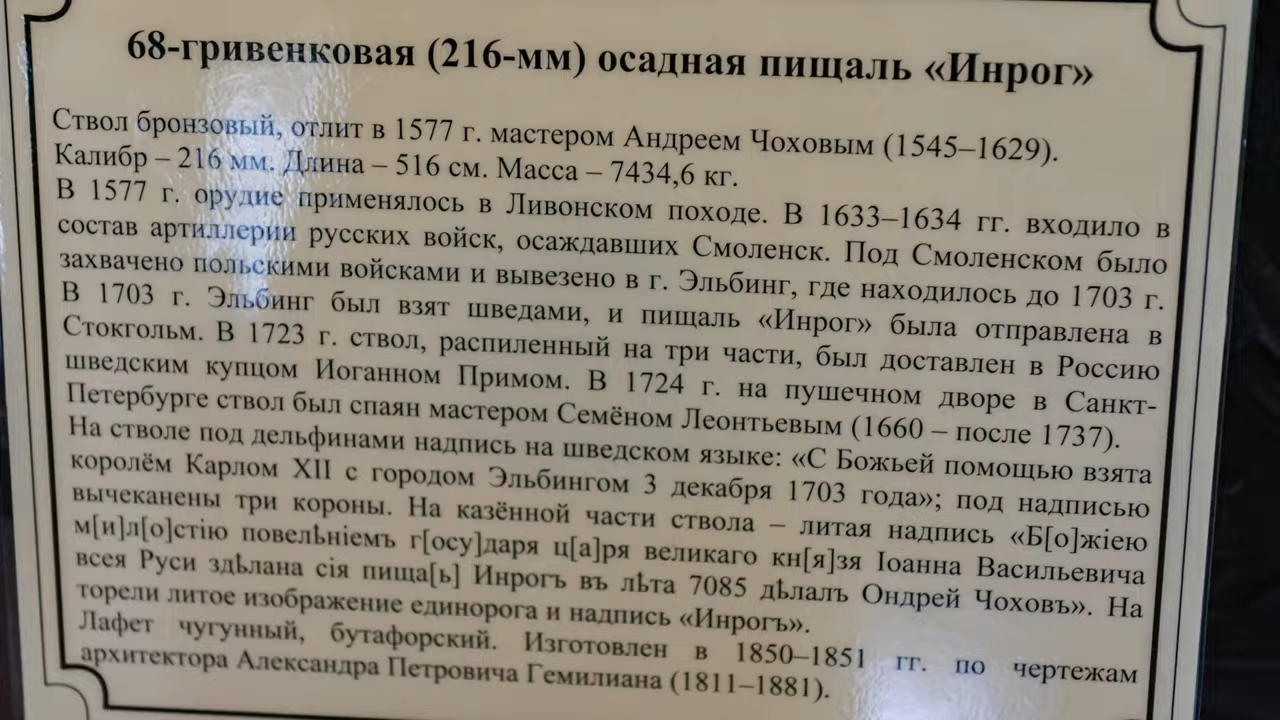 68-гривенковая (216-мм) осадная пищаль «Инрог»
Ствол бронзовый, отлит в 1577 г. мастером Андреем Чоховым (1545–1629).
Калибр – 216 мм. Длина – 516 см. Масса – 7434,6 кг.
В 1577 г. орудие применялось в Ливонском походе. В 1633–1634 гг. входило в
состав артиллерии русских войск, осаждавших Смоленск. Под Смоленском было
захвачено польскими войсками и вывезено в г. Эльбинг, где находилось до 1703 г.
В 1703 г. Эльбинг был взят шведами, и пищаль «Инрог» была отправлена в
Стокгольм. В 1723 г. ствол, распиленный на три части, был доставлен в Россию
шведским купцом Иоганном Примом. В 1724 г. на пушечном дворе в Санкт-
Петербурге ствол был спаян мастером Семёном Леонтьевым (1660 – после 1737).
На стволе под дельфинами надпись на шведском языке: «С Божьей помощью взята
королём Карлом XII с городом Эльбингом 3 декабря 1703 года»; под надписью
вычеканены три короны. На казённой части ствола – литая надпись «Б[о]жіею
м[и]л[о]стію повелѣніемъ г[осу]даря ц[а]ря великаго кн[я]зя Іоанна Васильевича
всея Руси здѣлана сія пища[ь] Инрогъ въ лѣта 7085 дѣлалъ Ондрей Чоховъ». На
торели литое изображение единорога и надпись «Инрогъ».
Лафет чугунный, бутафорский. Изготовлен в 1850–1851 гг. по чертежам
архитектора Александра Петровича Гемилиана (1811–1881).